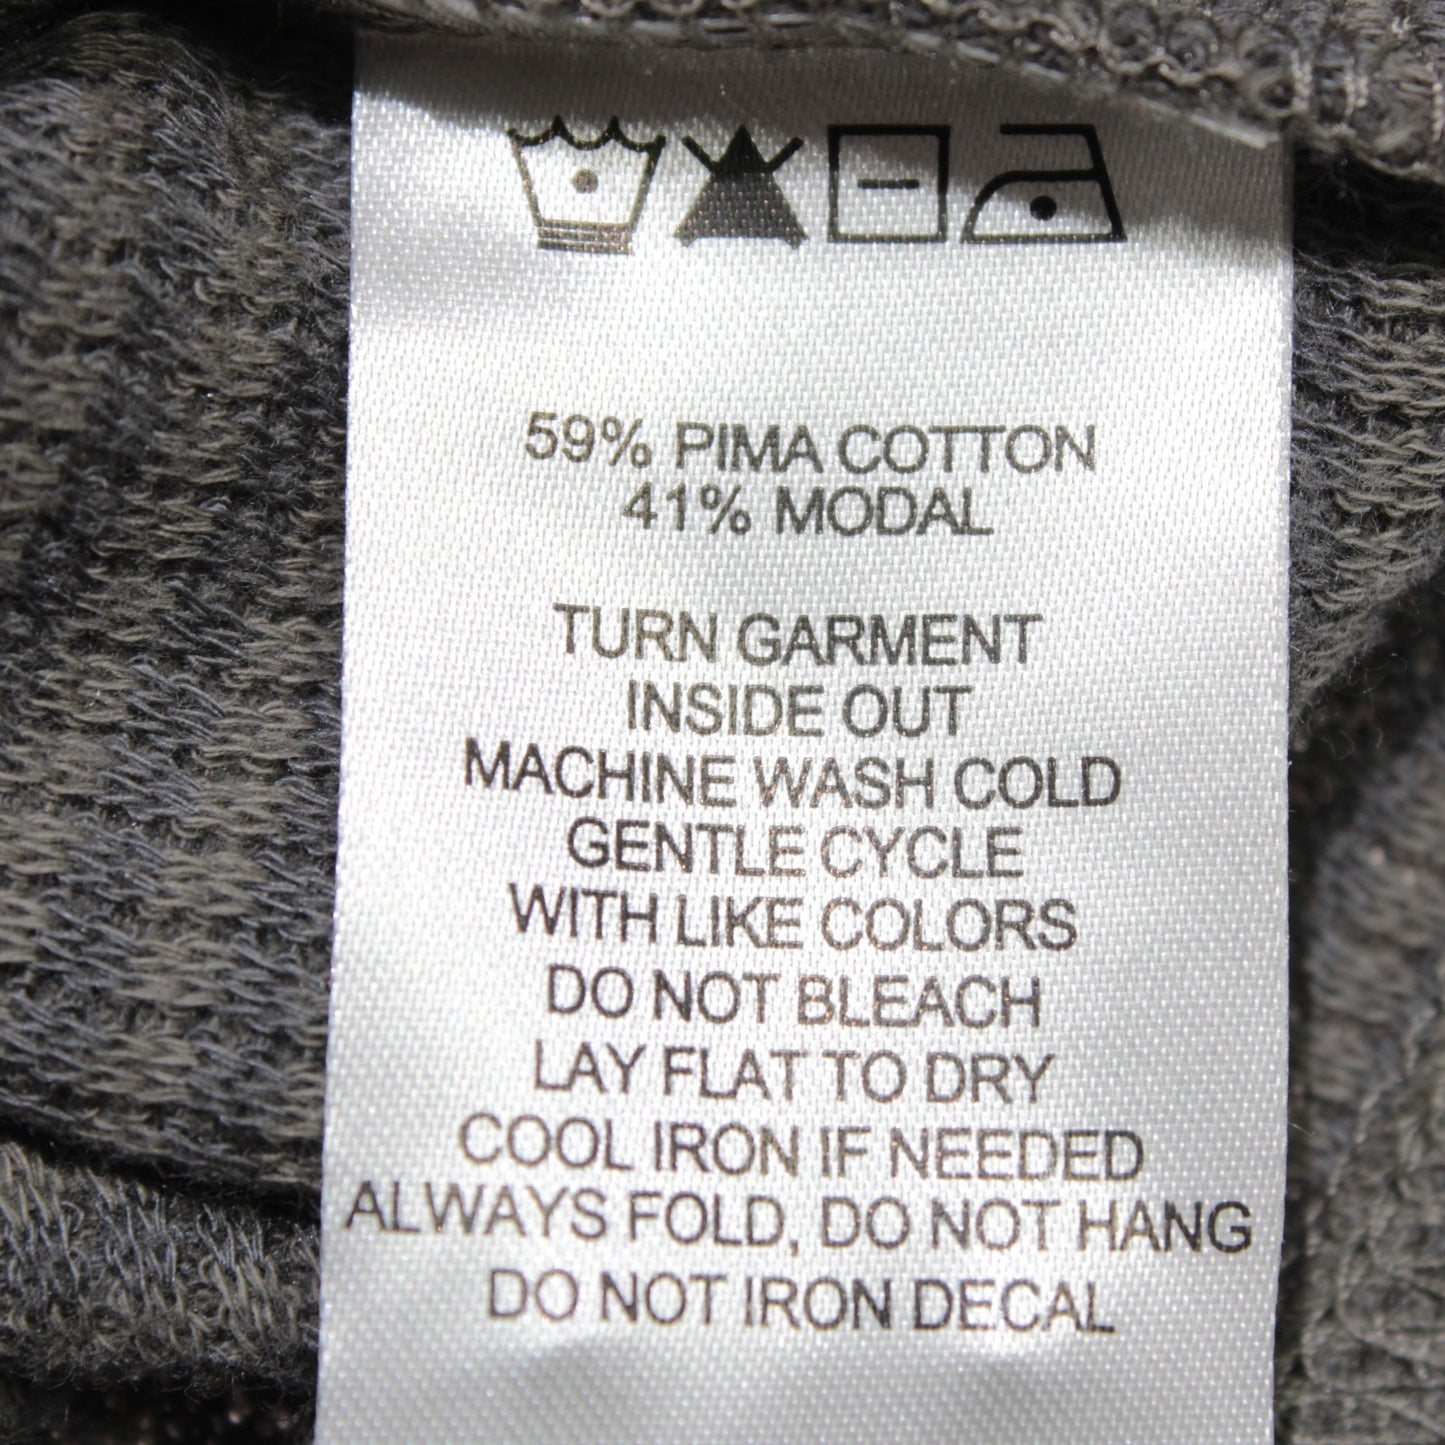 59% PIMA COTTON
41% MODAL
TURN GARMENT
INSIDE OUT
MACHINE WASH COLD
GENTLE CYCLE
WITH LIKE COLORS
DO NOT BLEACH
LAY FLAT TO DRY
COOL IRON IF NEEDED
ALWAYS FOLD, DO NOT HANG
DO NOT IRON DECAL